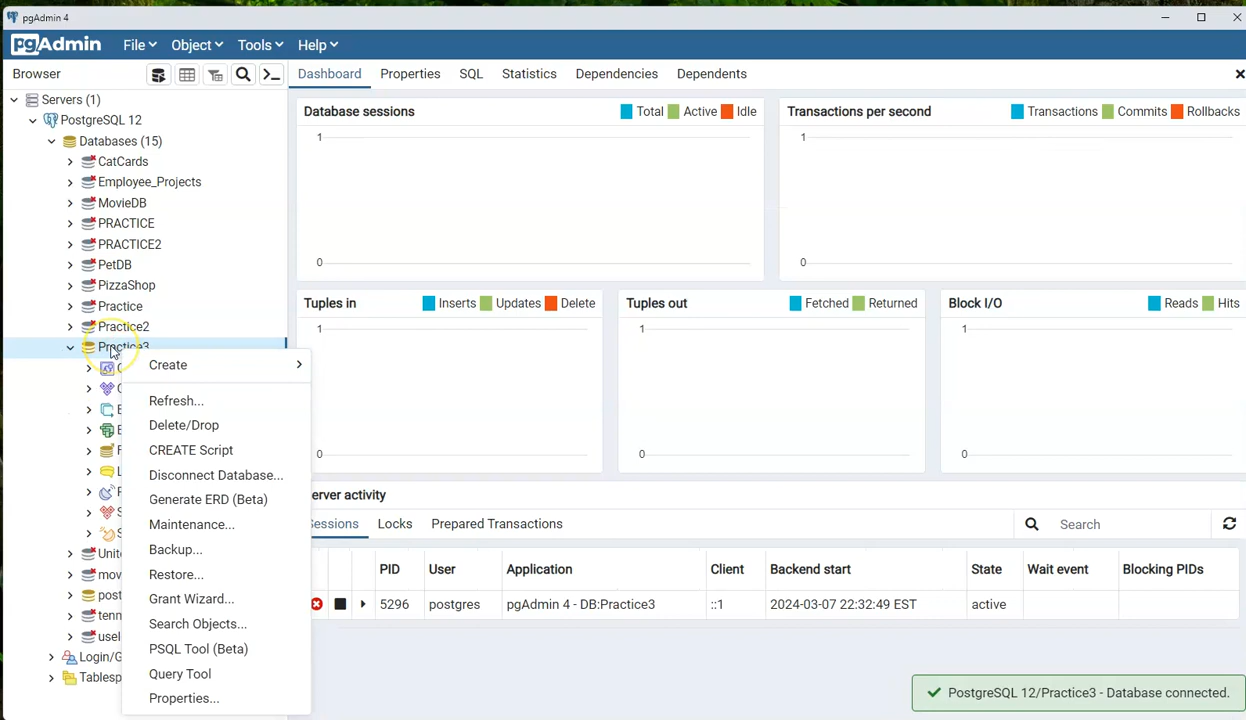 pgAdmin 4
pgAdmin File Object Tools Help
Browser
Dashboard Properties SQL Statistics Dependencies Dependents
Servers (1)
PostgreSQL 12
Databases (15)
CatCards
Employee_Projects
MovieDB
PRACTICE
PRACTICE2
PetDB
PizzaShop
Practice
Practice2
Practice3
Unit
mov
post
tenn
usel
Login/G
Tablesp
Create
Refresh...
Delete/Drop
CREATE Script
Disconnect Database...
Generate ERD (Beta)
Maintenance...
Backup...
Restore...
Grant Wizard...
Search Objects...
PSQL Tool (Beta)
Query Tool
Properties...
Database sessions Total Active Idle
1
0
Transactions per second Transactions Commits Rollbacks
1
0
Tuples in Inserts Updates Delete
1
0
Tuples out Fetched Returned
1
0
Block I/O Reads Hits
1
0
erver activity
Sessions Locks Prepared Transactions
Search
PID User Application Client Backend start State Wait event Blocking PIDs
5296 postgres pgAdmin 4 - DB:Practice3 ::1 2024-03-07 22:32:49 EST active
PostgreSQL 12/Practice3 - Database connected.